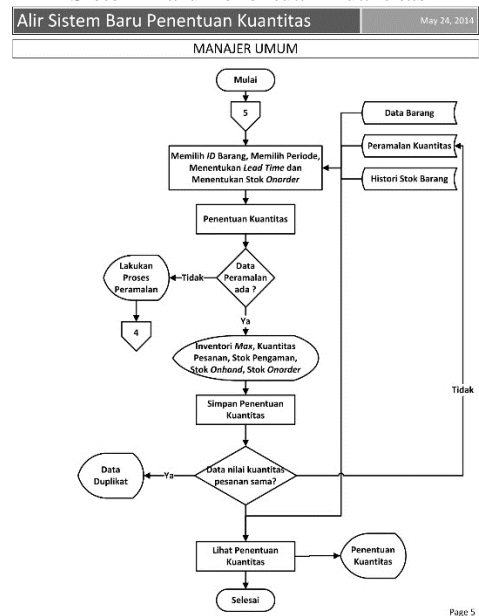 Alir Sistem Baru Penentuan Kuantitas
May 24, 2014
MANAJER UMUM
Mulai
5
Data Barang
Peramalan Kuantitas
Histori Stok Barang
Memilih ID Barang, Memilih Periode,
Menentukan Lead Time dan
Menentukan Stok Onorder
Penentuan Kuantitas
Data
Peramalan
ada ?
Tidak
Lakukan
Proses
Peramalan
4
Ya
Inventori Max, Kuantitas
Pesanan, Stok Pengaman,
Stok Onhand, Stok Onorder
Simpan Penentuan
Kuantitas
Tidak
Data nilai kuantitas
pesanan sama?
Ya
Data
Duplikat
Lihat Penentuan
Kuantitas
Penentuan
Kuantitas
Selesai
Page 5